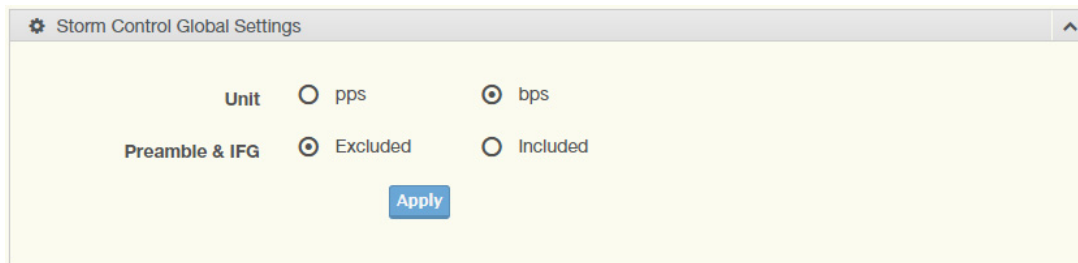 Storm Control Global Settings
Unit pps bps
Preamble & IFG Excluded Included
Apply